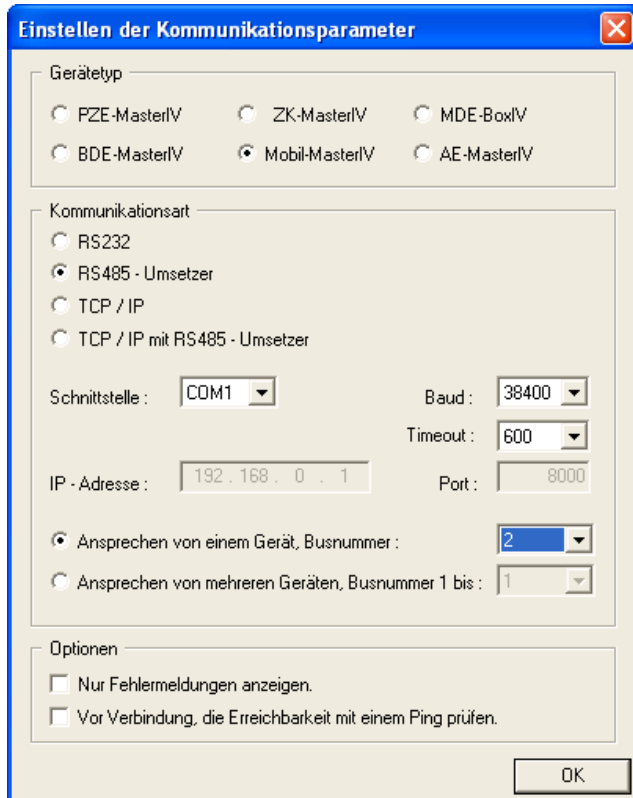 Einstellen der Kommunikationsparameter
Gerätetyp
PZE-MasterIV ZK-MasterIV MDE-BoxIV
BDE-MasterIV Mobil-MasterIV AE-MasterIV
Kommunikationsart
RS232
RS485 - Umsetzer
TCP / IP
TCP / IP mit RS485 - Umsetzer
Schnittstelle : COM1 Baud : 38400
Timeout : 600
IP - Adresse : 192 . 168 . 0 . 1 Port : 8000
Ansprechen von einem Gerät, Busnummer : 2
Ansprechen von mehreren Geräten, Busnummer 1 bis : 1
Optionen
Nur Fehlermeldungen anzeigen.
Vor Verbindung, die Erreichbarkeit mit einem Ping prüfen.
OK